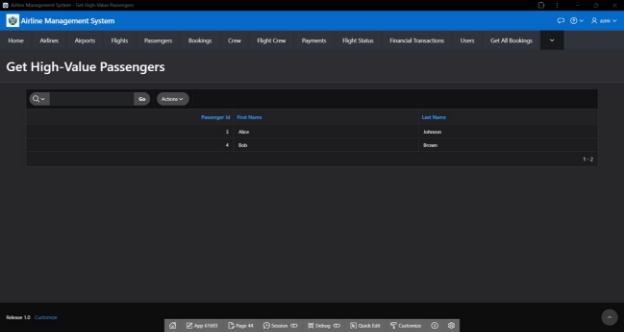 Airline Management System - Get High-Value Passengers
Airline Management System
Home Airlines Airports Flights Passengers Bookings Crew Flight Crew Payments Flight Status Financial Transactions Users Get All Bookings
Get High-Value Passengers
Go Actions
Passenger Id First Name Last Name
3 Alice Johnson
4 Bob Brown
1 - 2
Release 1.0 Customize
App 61693 Page 44 Session Debug Quick Edit Customize